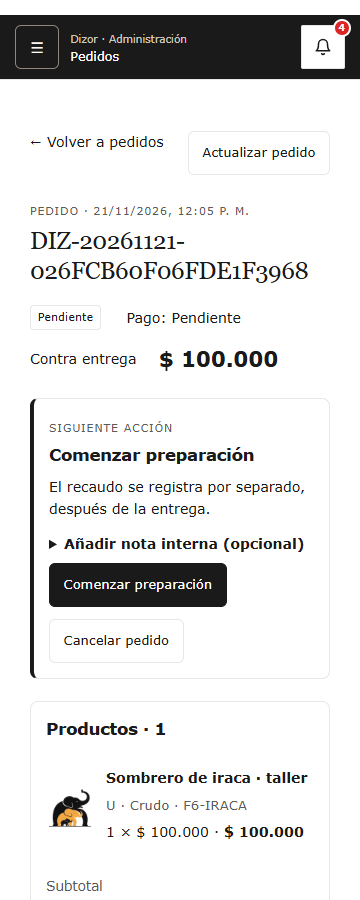 ☰
Dizor · Administración
Pedidos
4
← Volver a pedidos
Actualizar pedido
PEDIDO · 21/11/2026, 12:05 P. M.
DIZ-20261121-
026FCB60F06FDE1F3968
Pendiente
Pago: Pendiente
Contra entrega
$ 100.000
SIGUIENTE ACCIÓN
Comenzar preparación
El recaudo se registra por separado,
después de la entrega.
▶ Añadir nota interna (opcional)
Comenzar preparación
Cancelar pedido
Productos · 1
Sombrero de iraca · taller
U · Crudo · F6-IRACA
1 × $ 100.000 · $ 100.000
Subtotal